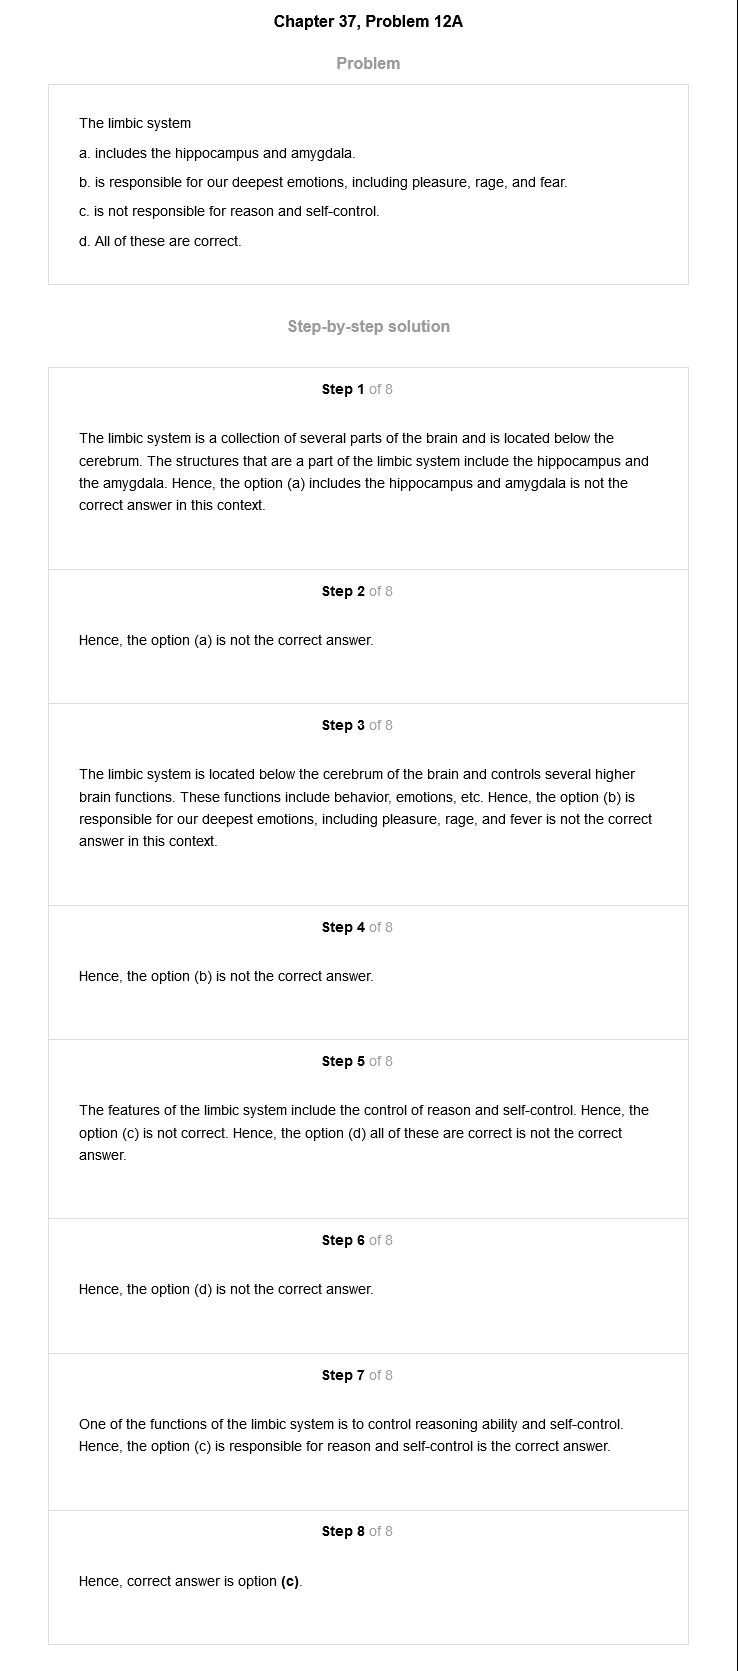 Chapter 37, Problem 12A
Problem
The limbic system
a. includes the hippocampus and amygdala.
b. is responsible for our deepest emotions, including pleasure, rage, and fear.
c. is not responsible for reason and self-control.
d. All of these are correct.
Step-by-step solution
Step 1 of 8
The limbic system is a collection of several parts of the brain and is located below the
cerebrum. The structures that are a part of the limbic system include the hippocampus and
the amygdala. Hence, the option (a) includes the hippocampus and amygdala is not the
correct answer in this context.
Step 2 of 8
Hence, the option (a) is not the correct answer.
Step 3 of 8
The limbic system is located below the cerebrum of the brain and controls several higher
brain functions. These functions include behavior, emotions, etc. Hence, the option (b) is
responsible for our deepest emotions, including pleasure, rage, and fever is not the correct
answer in this context.
Step 4 of 8
Hence, the option (b) is not the correct answer.
Step 5 of 8
The features of the limbic system include the control of reason and self-control. Hence, the
option (c) is not correct. Hence, the option (d) all of these are correct is not the correct
answer.
Step 6 of 8
Hence, the option (d) is not the correct answer.
Step 7 of 8
One of the functions of the limbic system is to control reasoning ability and self-control.
Hence, the option (c) is responsible for reason and self-control is the correct answer.
Step 8 of 8
Hence, correct answer is option (c).